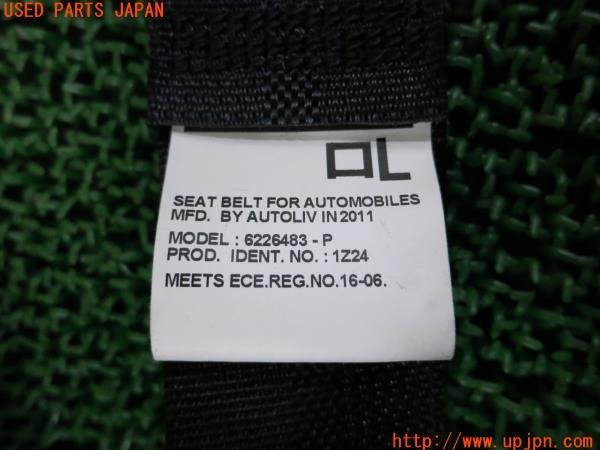 USED PARTS JAPAN
AL
SEAT BELT FOR AUTOMOBILES
MFD. BY AUTOLIV IN 2011
MODEL : 6226483 - P
PROD. IDENT. NO. : 1Z24
MEETS ECE.REG.NO.16-06.
http://www.upjpn.com/